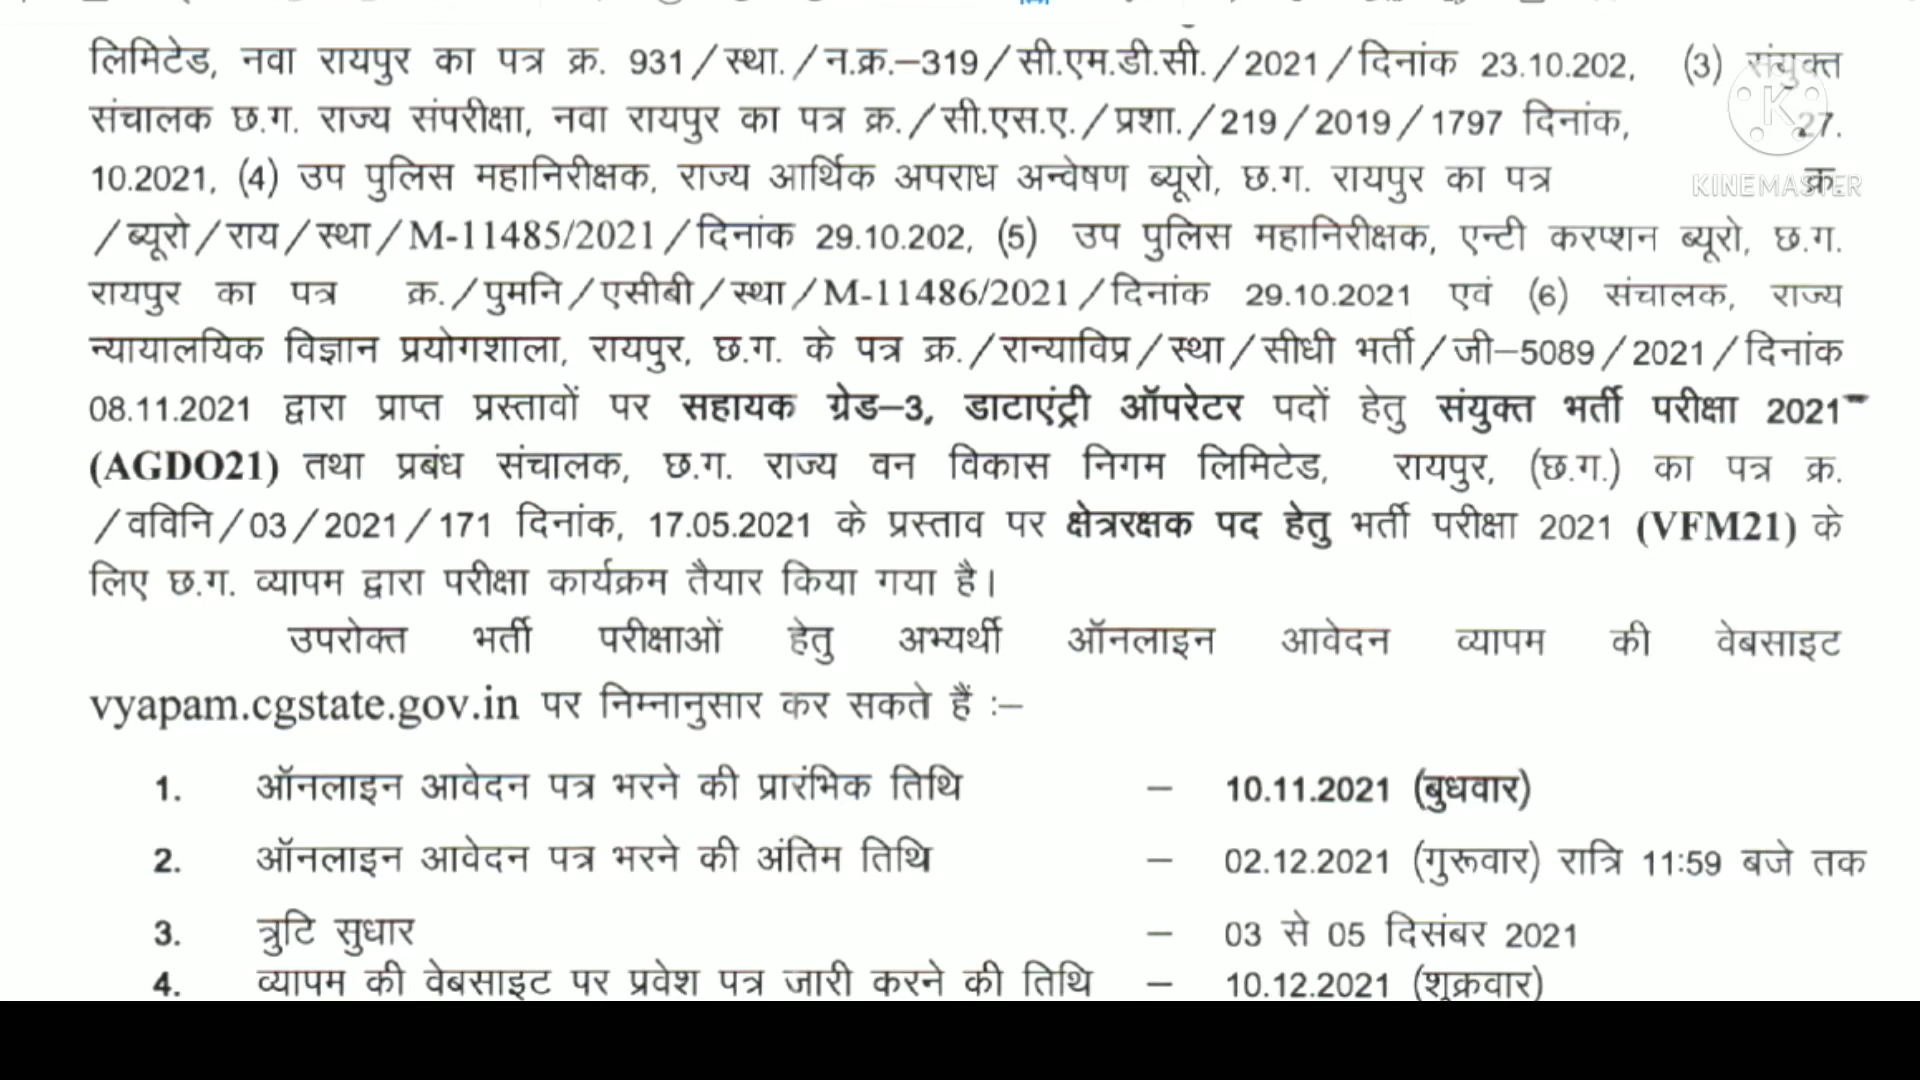 लिमिटेड, नवा रायपुर का पत्र क्र. 931/स्था./न.क्र.–319/सी.एम.डी.सी./2021/दिनांक 23.10.202, (3) संयुक्त
संचालक छ.ग. राज्य संपरीक्षा, नवा रायपुर का पत्र क्र./सी.एस.ए./प्रशा./219/2019/1797 दिनांक, 27.
10.2021, (4) उप पुलिस महानिरीक्षक, राज्य आर्थिक अपराध अन्वेषण ब्यूरो, छ.ग. रायपुर का पत्र क्र.
KINEMASTER
/ब्यूरो/राय/स्था/M-11485/2021/दिनांक 29.10.202, (5) उप पुलिस महानिरीक्षक, एन्टी करप्शन ब्यूरो, छ.ग.
रायपुर का पत्र क्र./पुमनि/एसीबी/स्था/M-11486/2021/दिनांक 29.10.2021 एवं (6) संचालक, राज्य
न्यायालयिक विज्ञान प्रयोगशाला, रायपुर, छ.ग. के पत्र क्र./रान्याविप्र/स्था/सीधी भर्ती/जी–5089/2021/दिनांक
08.11.2021 द्वारा प्राप्त प्रस्तावों पर सहायक ग्रेड–3, डाटाएंट्री ऑपरेटर पदों हेतु संयुक्त भर्ती परीक्षा 2021
(AGDO21) तथा प्रबंध संचालक, छ.ग. राज्य वन विकास निगम लिमिटेड, रायपुर, (छ.ग.) का पत्र क्र.
/वविनि/03/2021/171 दिनांक, 17.05.2021 के प्रस्ताव पर क्षेत्ररक्षक पद हेतु भर्ती परीक्षा 2021 (VFM21) के
लिए छ.ग. व्यापम द्वारा परीक्षा कार्यक्रम तैयार किया गया है।
उपरोक्त भर्ती परीक्षाओं हेतु अभ्यर्थी ऑनलाइन आवेदन व्यापम की वेबसाइट
vyapam.cgstate.gov.in पर निम्नानुसार कर सकते हैं :–
1. ऑनलाइन आवेदन पत्र भरने की प्रारंभिक तिथि – 10.11.2021 (बुधवार)
2. ऑनलाइन आवेदन पत्र भरने की अंतिम तिथि – 02.12.2021 (गुरूवार) रात्रि 11:59 बजे तक
3. त्रुटि सुधार – 03 से 05 दिसंबर 2021
4. व्यापम की वेबसाइट पर प्रवेश पत्र जारी करने की तिथि – 10.12.2021 (शुक्रवार)